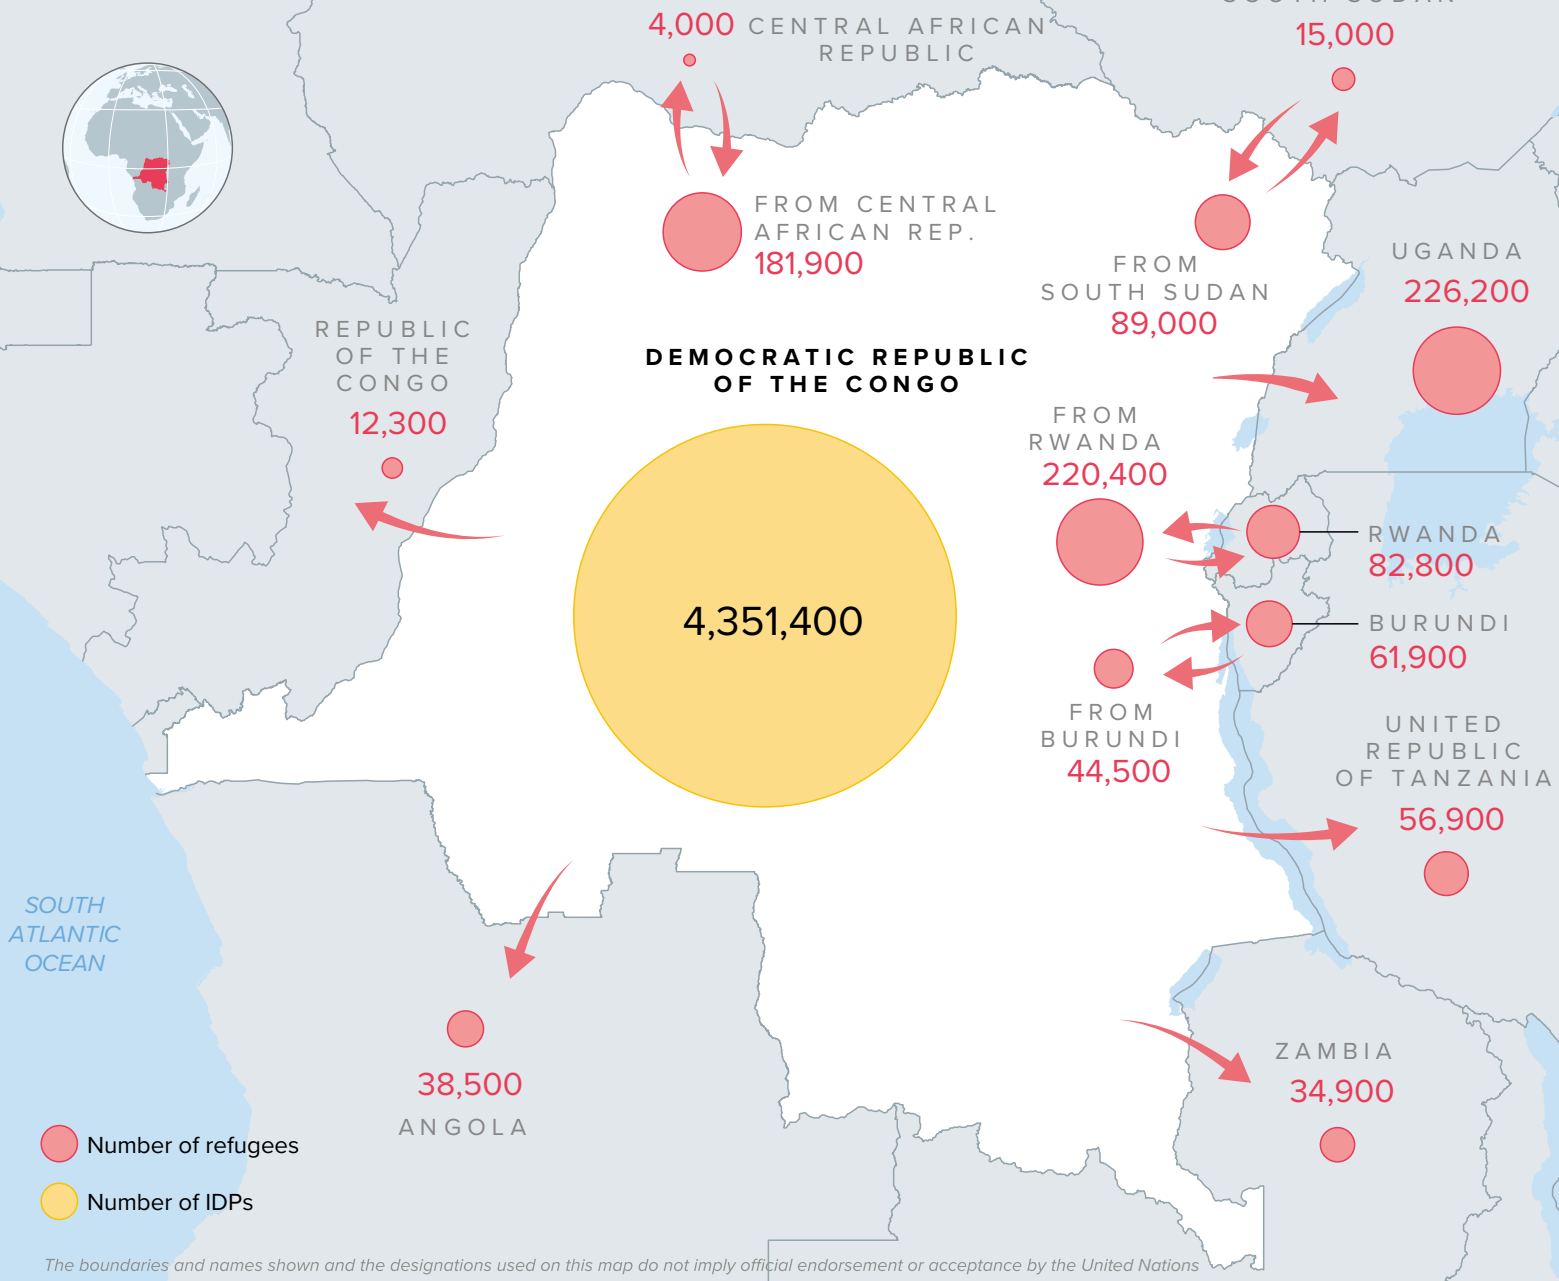 SOUTH SUDAN
15,000
4,000
CENTRAL AFRICAN
REPUBLIC
FROM CENTRAL
AFRICAN REP.
181,900
FROM
SOUTH SUDAN
89,000
UGANDA
226,200
REPUBLIC
OF THE
CONGO
12,300
DEMOCRATIC REPUBLIC
OF THE CONGO
4,351,400
FROM
RWANDA
220,400
RWANDA
82,800
BURUNDI
61,900
FROM
BURUNDI
44,500
UNITED
REPUBLIC
OF TANZANIA
56,900
SOUTH
ATLANTIC
OCEAN
38,500
ANGOLA
ZAMBIA
34,900
Number of refugees
Number of IDPs
The boundaries and names shown and the designations used on this map do not imply official endorsement or acceptance by the United Nations